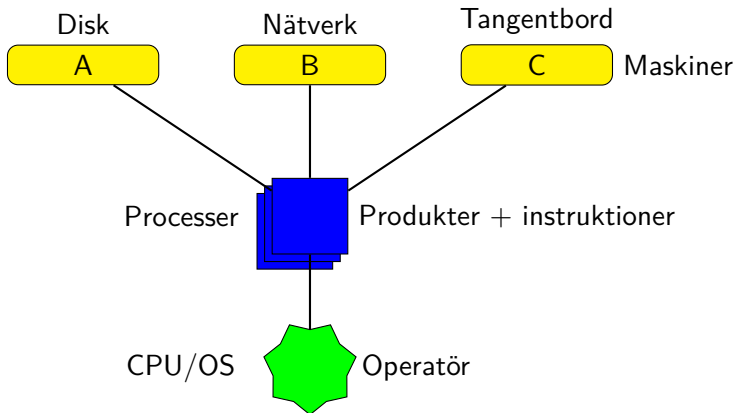 Disk
Nätverk
Tangentbord
A
B
C
Maskiner
Processer
Produkter + instruktioner
CPU/OS
Operatör